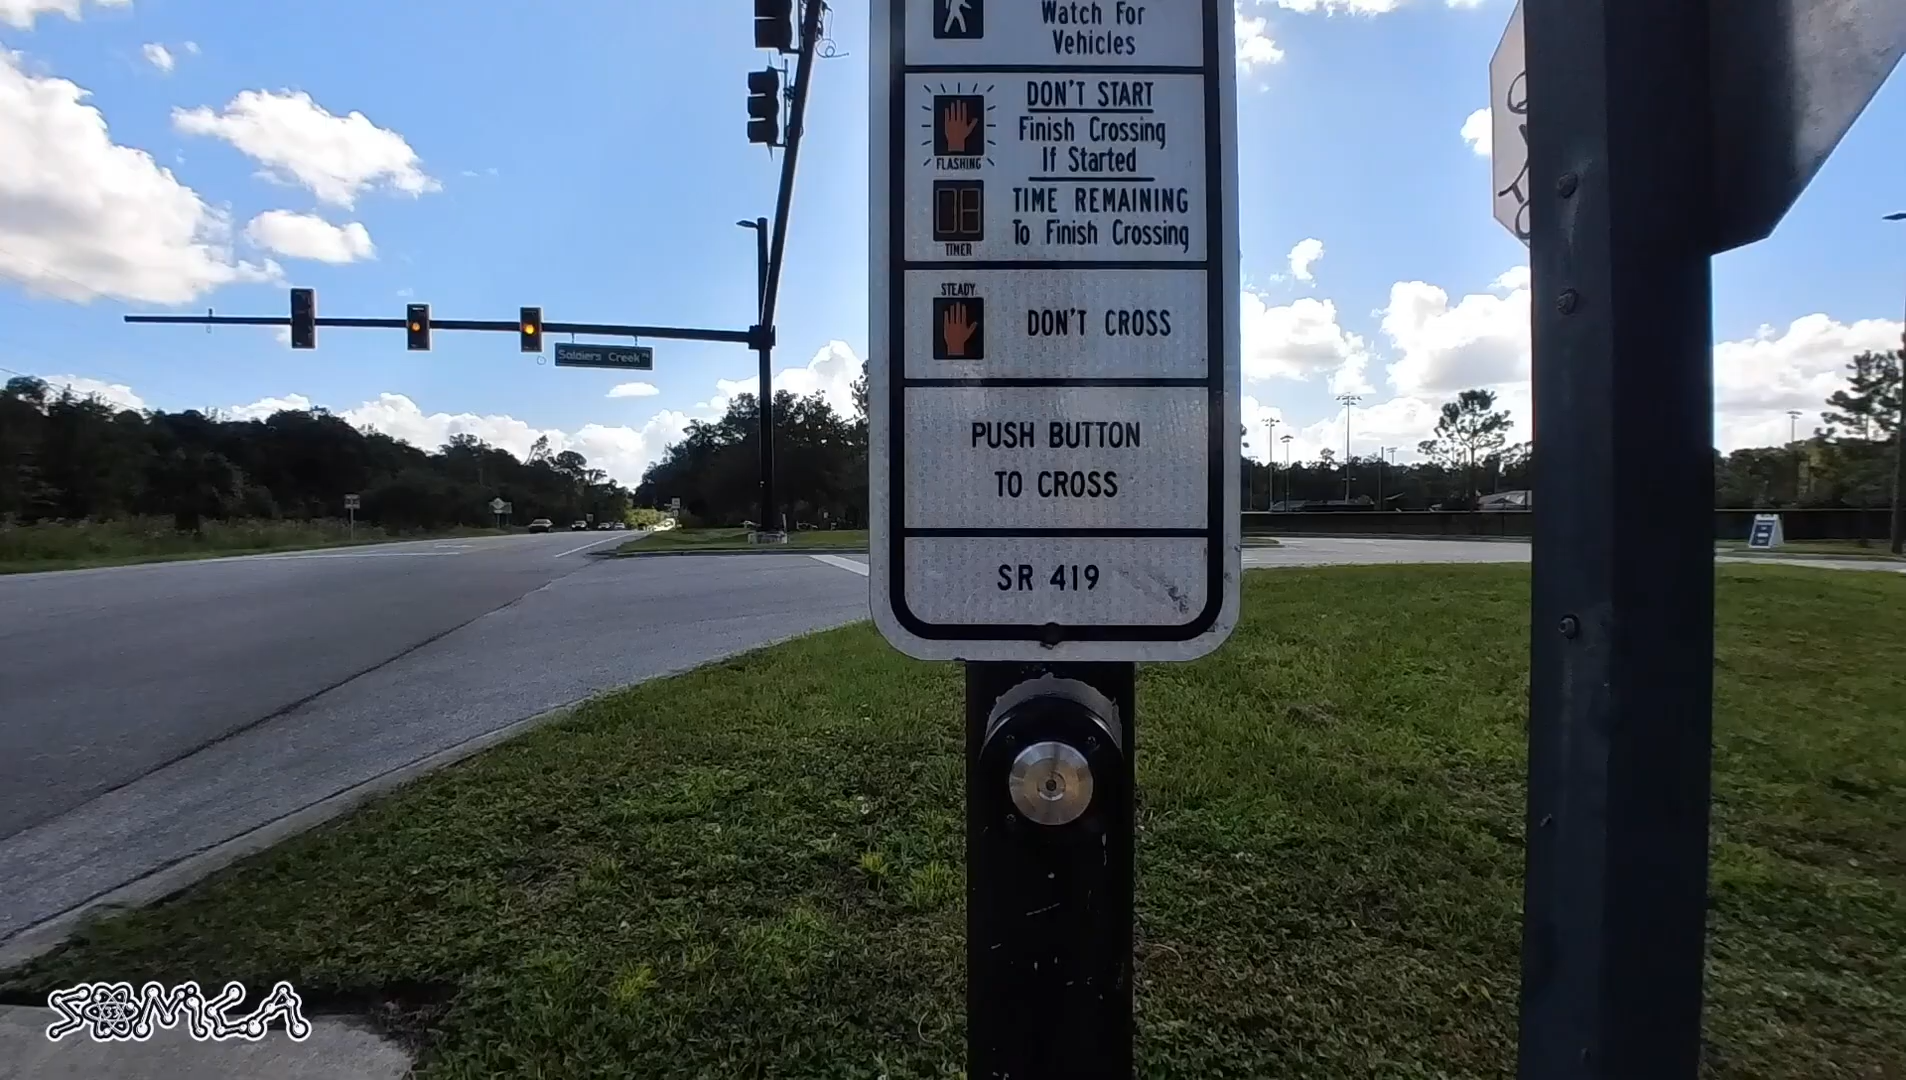 Watch For
Vehicles
DON'T START
Finish Crossing
If Started
FLASHING
TIME REMAINING
To Finish Crossing
TIMER
STEADY
DON'T CROSS
PUSH BUTTON
TO CROSS
SR 419
Soldiers Creek
SOMCA